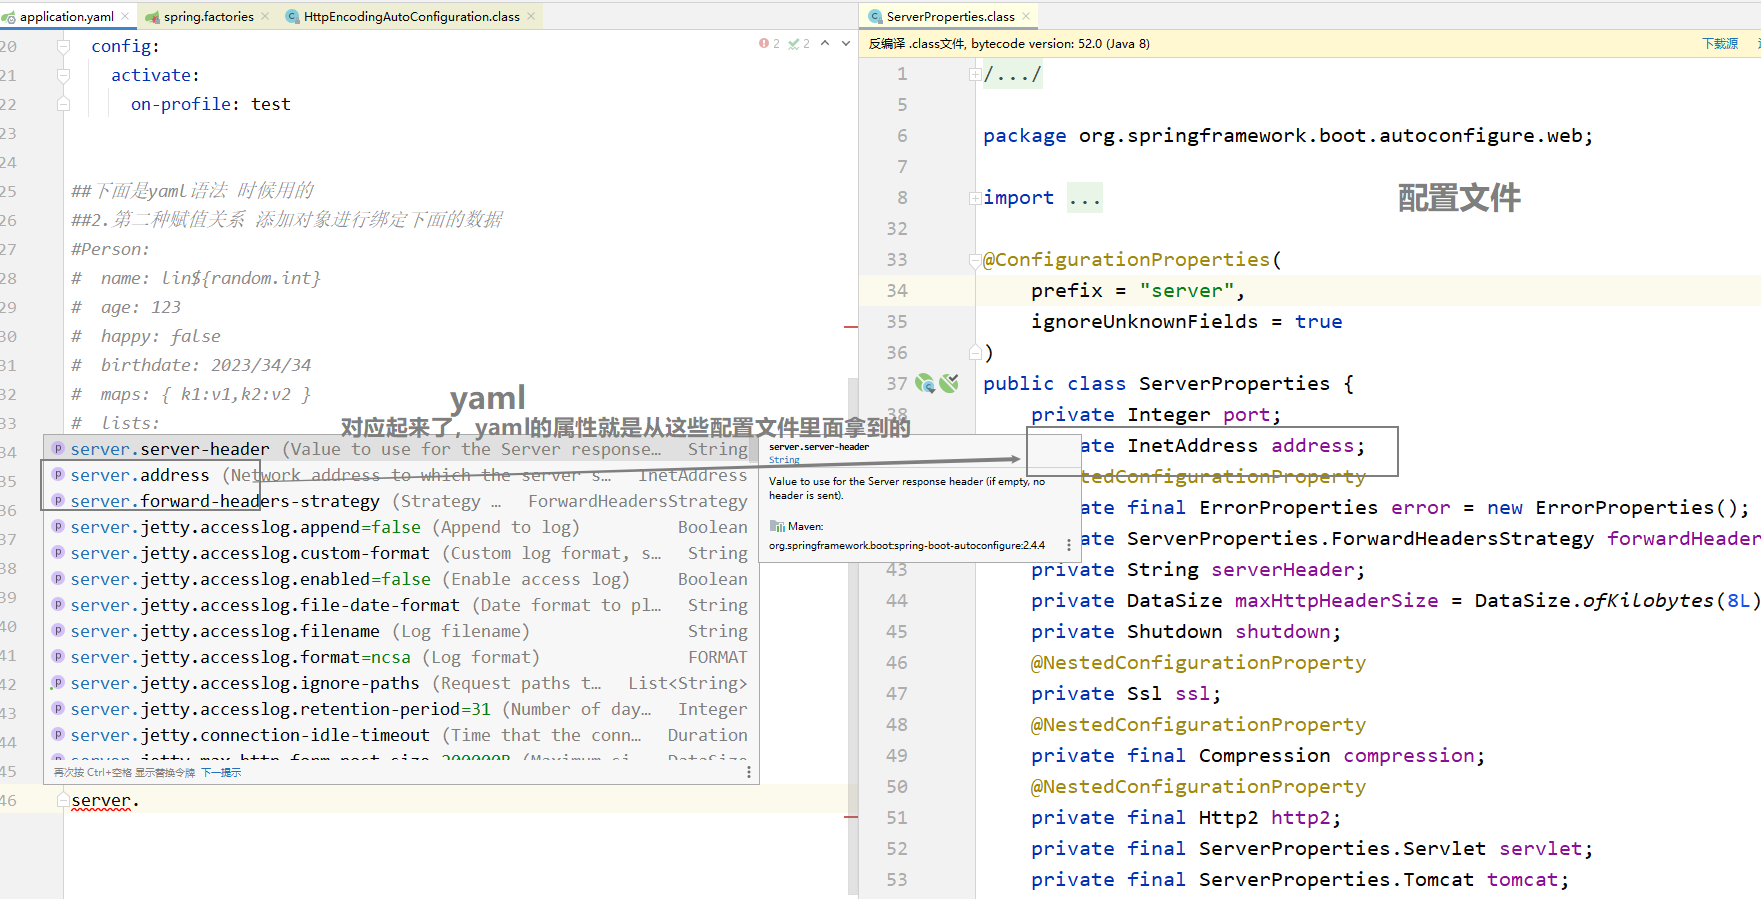 application.yaml
spring.factories
HttpEncodingAutoConfiguration.class
ServerProperties.class
反编译 .class文件, bytecode version: 52.0 (Java 8)
下载源
2 2
20 config:
21 activate:
22 on-profile: test
23
24
25 ##下面是yaml语法 时候用的
26 ##2.第二种赋值关系 添加对象进行绑定下面的数据
27 #Person:
28 # name: lin${random.int}
29 # age: 123
30 # happy: false
31 # birthdate: 2023/34/34
32 # maps: { k1:v1,k2:v2 }
33 # lists:
yaml
对应起来了，yaml的属性就是从这些配置文件里面拿到的
34
35
36
37
38
39
40
41
42
43
44
45
server.server-header (Value to use for the Server response… String
server.address (Network address to which the server s… InetAddress
server.forward-headers-strategy (Strategy … ForwardHeadersStrategy
server.jetty.accesslog.append=false (Append to log) Boolean
server.jetty.accesslog.custom-format (Custom log format, s… String
server.jetty.accesslog.enabled=false (Enable access log) Boolean
server.jetty.accesslog.file-date-format (Date format to pl… String
server.jetty.accesslog.filename (Log filename) String
server.jetty.accesslog.format=ncsa (Log format) FORMAT
server.jetty.accesslog.ignore-paths (Request paths t… List<String>
server.jetty.accesslog.retention-period=31 (Number of day… Integer
server.jetty.connection-idle-timeout (Time that the conn… Duration
server.jetty.max-http-form-post-size=200000B (Maximum si… DataSize
再次按 Ctrl+空格 显示替换令牌 下一提示
46 server.
server.server-header
String
Value to use for the Server response header (if empty, no
header is sent).
Maven:
org.springframework.boot:spring-boot-autoconfigure:2.4.4
1 /.../
5
6 package org.springframework.boot.autoconfigure.web;
7
8 import ...
配置文件
32
33 @ConfigurationProperties(
34 prefix = "server",
35 ignoreUnknownFields = true
36 )
37 public class ServerProperties {
38 private Integer port;
ate InetAddress address;
tedConfigurationProperty
ate final ErrorProperties error = new ErrorProperties();
ate ServerProperties.ForwardHeadersStrategy forwardHeader
43 private String serverHeader;
44 private DataSize maxHttpHeaderSize = DataSize.ofKilobytes(8L)
45 private Shutdown shutdown;
46 @NestedConfigurationProperty
47 private Ssl ssl;
48 @NestedConfigurationProperty
49 private final Compression compression;
50 @NestedConfigurationProperty
51 private final Http2 http2;
52 private final ServerProperties.Servlet servlet;
53 private final ServerProperties.Tomcat tomcat;